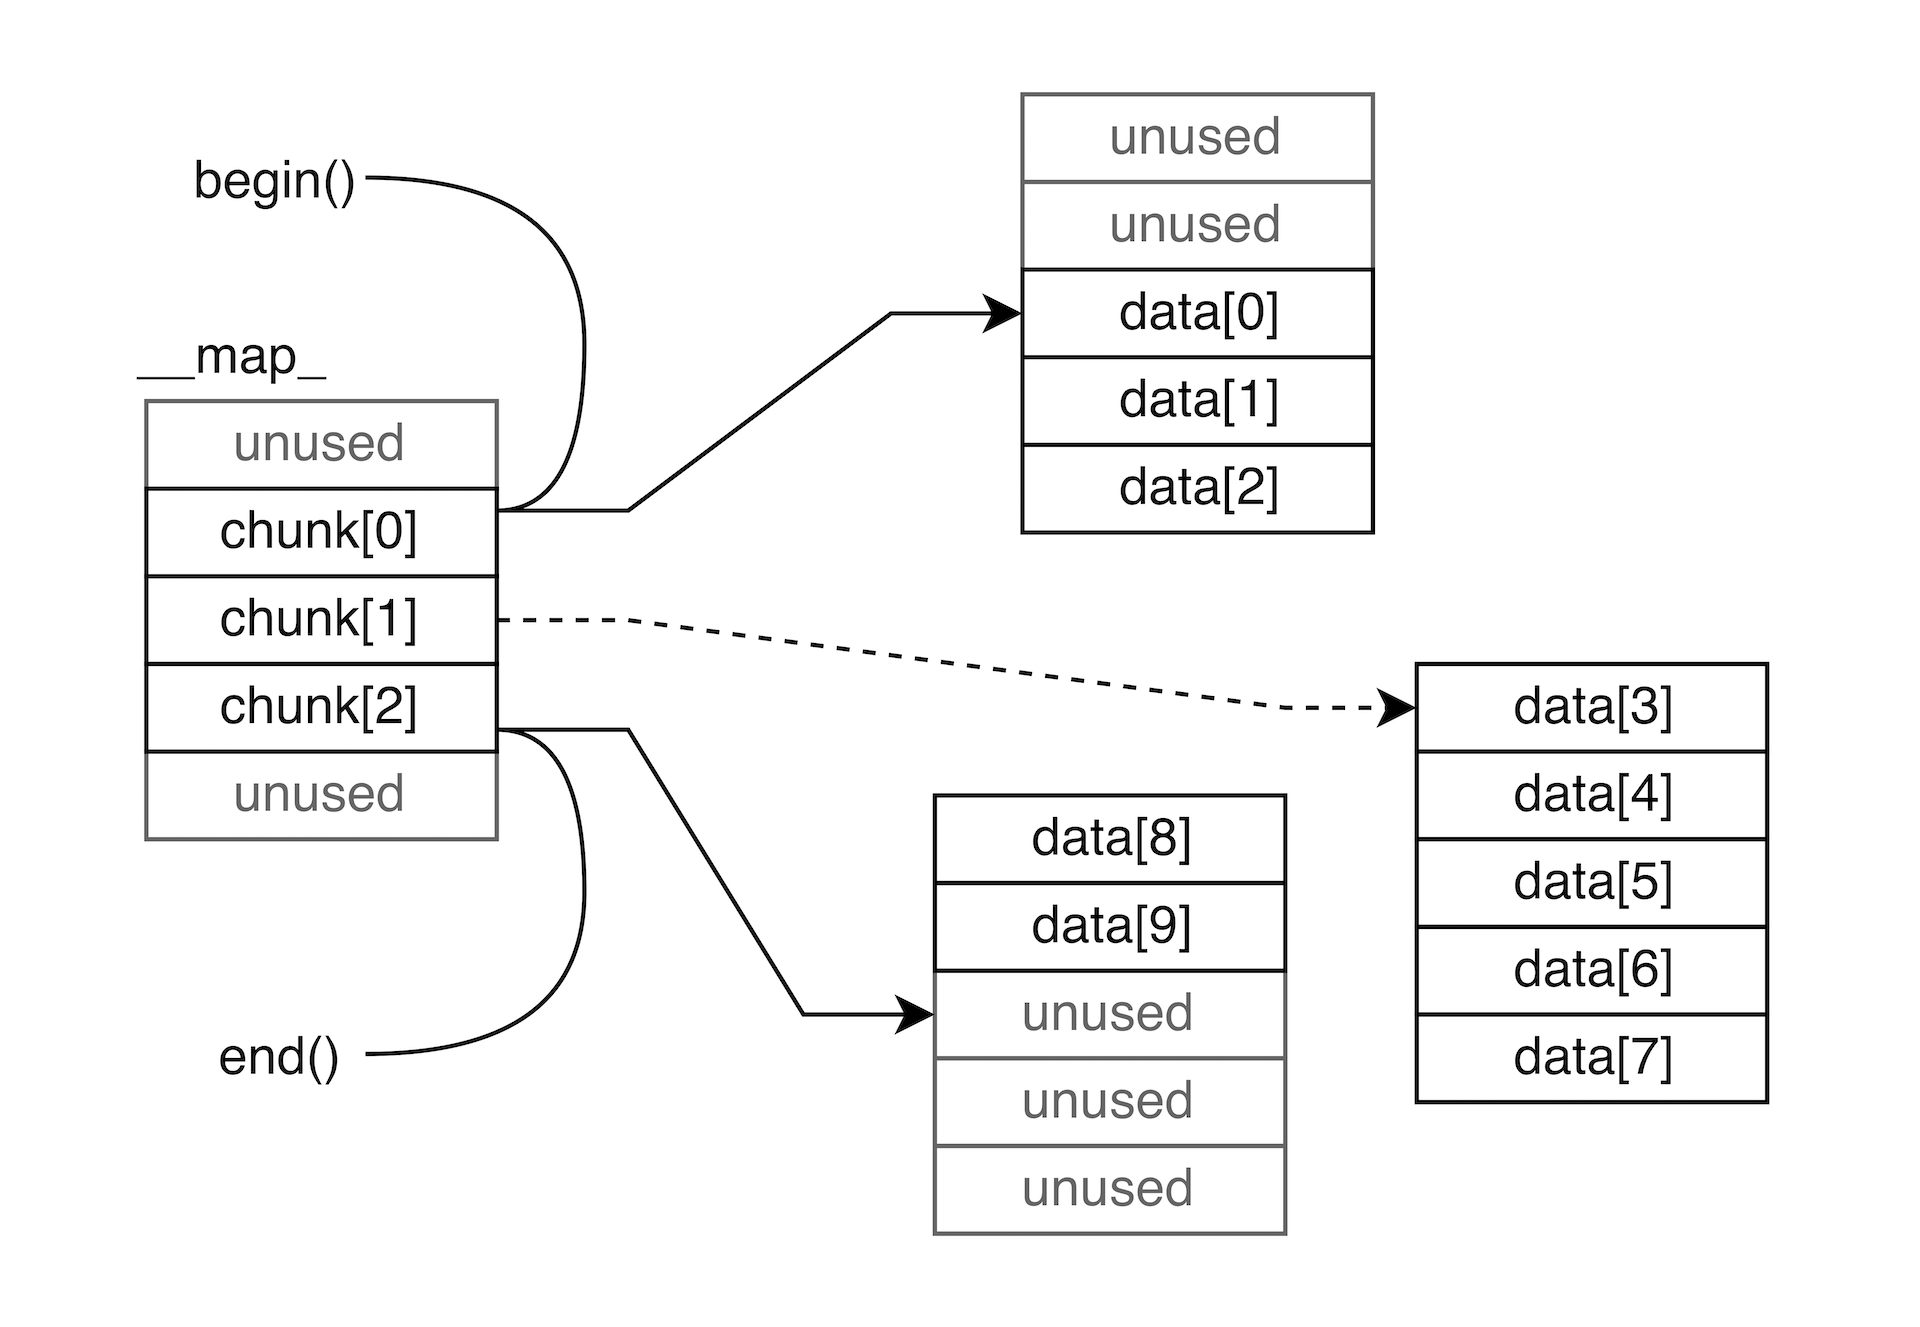 begin()
__map_
unused
chunk[0]
chunk[1]
chunk[2]
unused
end()
unused
unused
data[0]
data[1]
data[2]
data[3]
data[4]
data[5]
data[6]
data[7]
data[8]
data[9]
unused
unused
unused